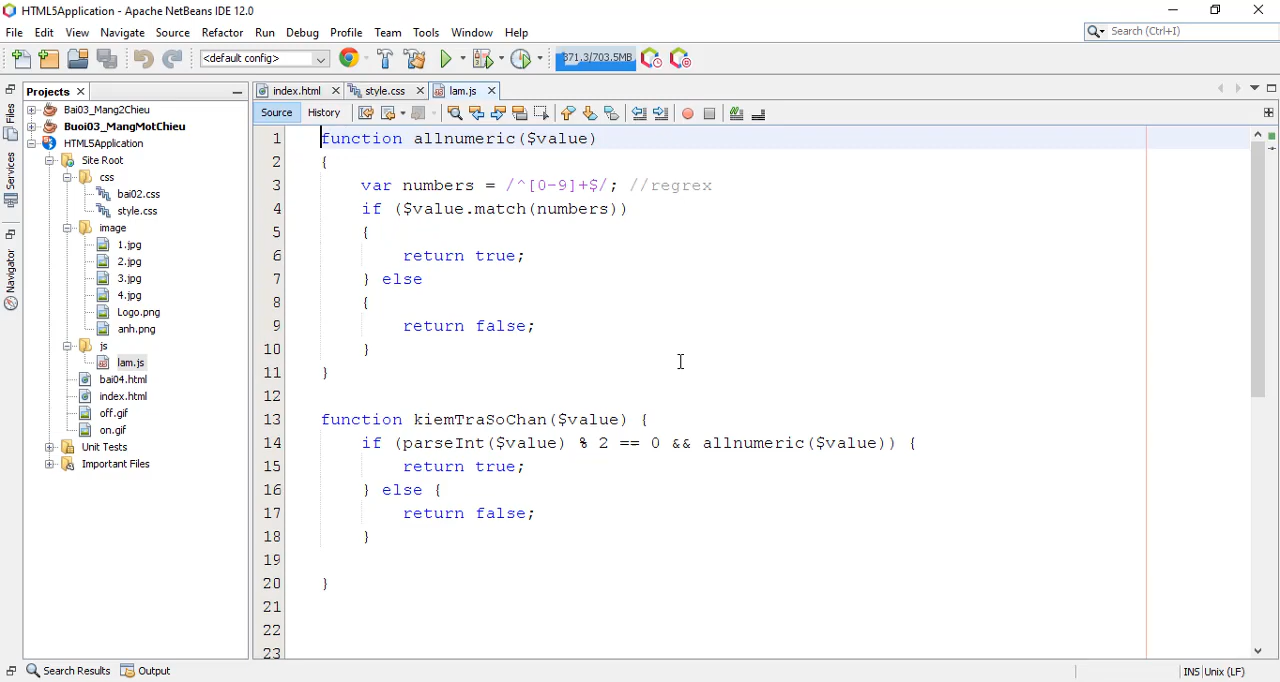 HTML5Application - Apache NetBeans IDE 12.0
File Edit View Navigate Source Refactor Run Debug Profile Team Tools Window Help
Search (Ctrl+I)
<default config>
371.3/703.5MB
Projects
index.html style.css lam.js
Source History
Files
Services
Navigator
Bai03_Mang2Chieu
Buoi03_MangMotChieu
HTML5Application
Site Root
css
bai02.css
style.css
image
1.jpg
2.jpg
3.jpg
4.jpg
Logo.png
anh.png
js
lam.js
bai04.html
index.html
off.gif
on.gif
Unit Tests
Important Files
1 function allnumeric($value)
2 {
3 var numbers = /^[0-9]+$/; //regrex
4 if ($value.match(numbers))
5 {
6 return true;
7 } else
8 {
9 return false;
10 }
11 }
12
13 function kiemTraSoChan($value) {
14 if (parseInt($value) % 2 == 0 && allnumeric($value)) {
15 return true;
16 } else {
17 return false;
18 }
19
20 }
21
22
23
Search Results Output
INS Unix (LF)